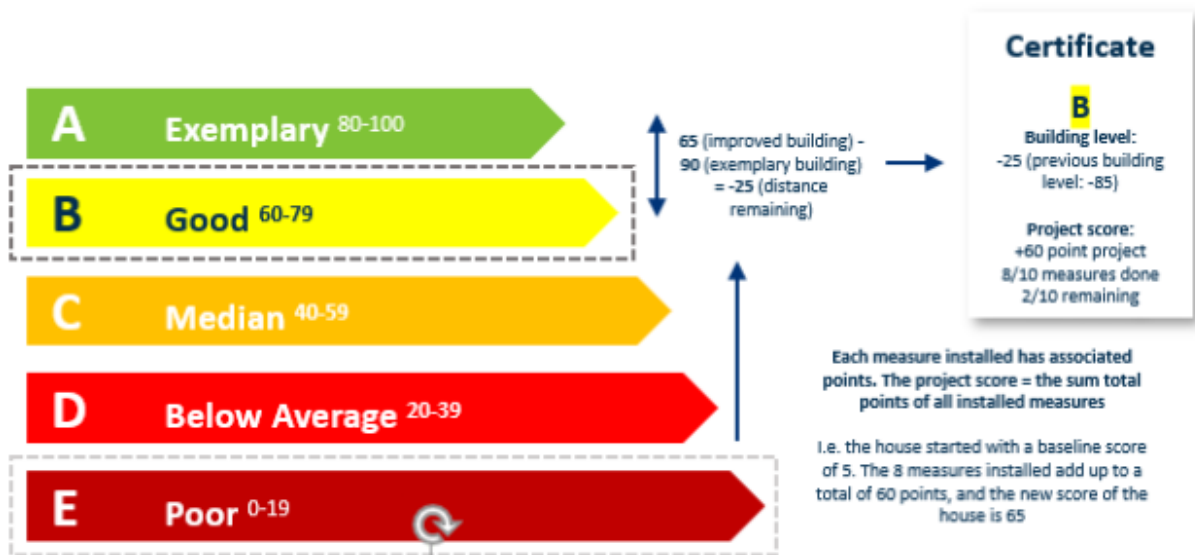 A Exemplary 80-100
B Good 60-79
C Median 40-59
D Below Average 20-39
E Poor 0-19
65 (improved building) -
90 (exemplary building)
= -25 (distance
remaining)
Certificate
B
Building level:
-25 (previous building
level: -85)
Project score:
+60 point project
8/10 measures done
2/10 remaining
Each measure installed has associated
points. The project score = the sum total
points of all installed measures
I.e. the house started with a baseline score
of 5. The 8 measures installed add up to a
total of 60 points, and the new score of the
house is 65